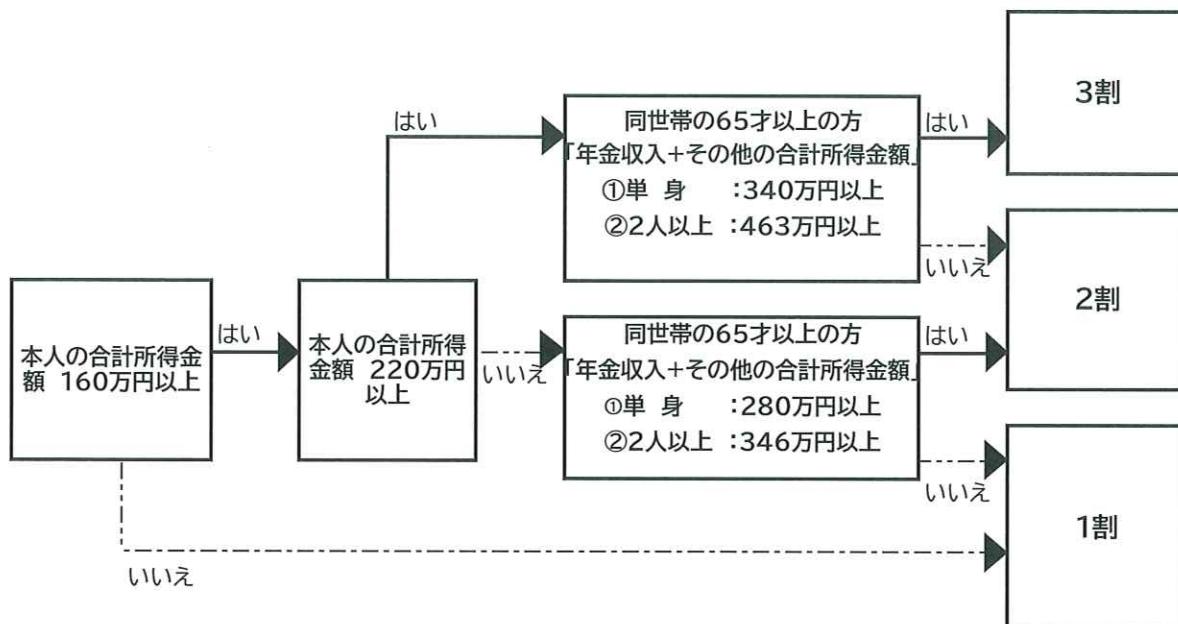 本人の合計所得金
額 160万円以上
はい
いいえ
本人の合計所得
金額 220万円
以上
はい
いいえ
同世帯の65才以上の方
「年金収入+その他の合計所得金額」
①単 身 :340万円以上
②2人以上 :463万円以上
はい
いいえ
同世帯の65才以上の方
「年金収入+その他の合計所得金額」
①単 身 :280万円以上
②2人以上 :346万円以上
はい
いいえ
3割
2割
1割